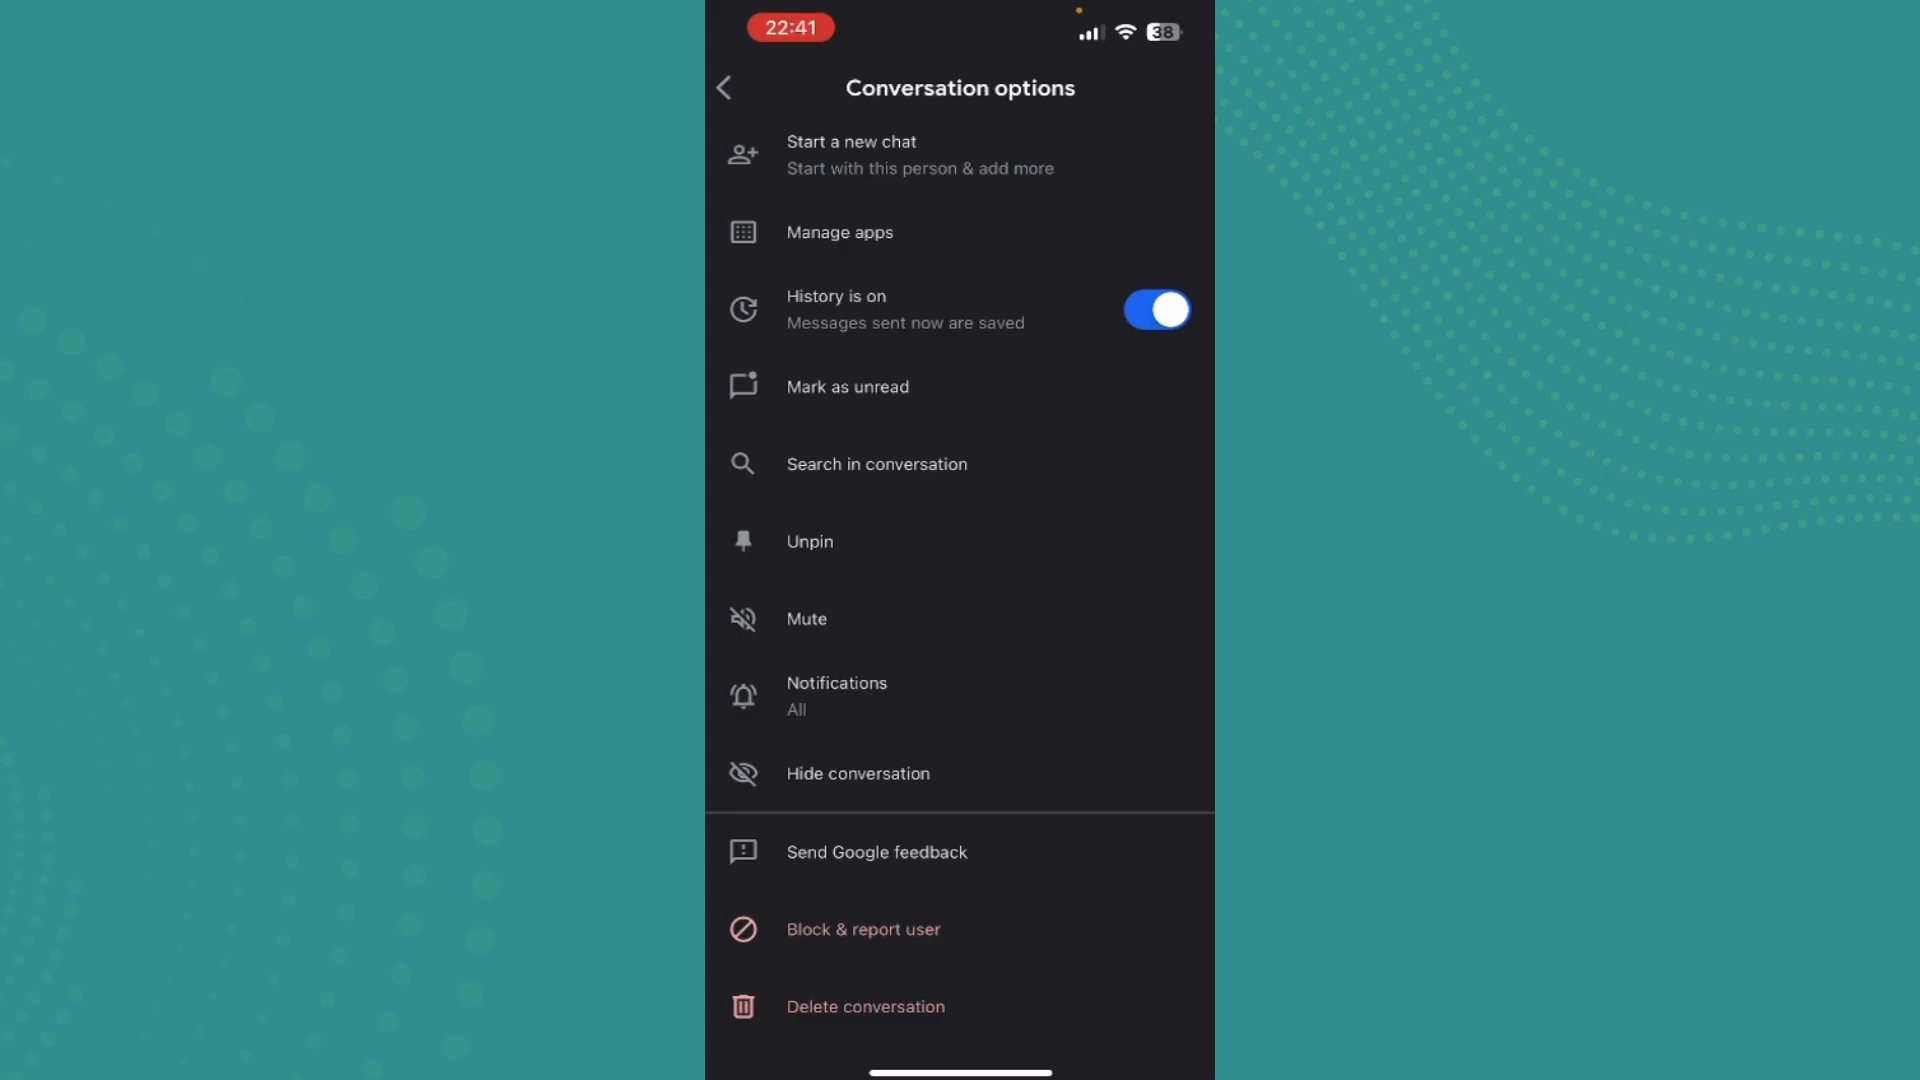 22:41
38
Conversation options
Start a new chat
Start with this person & add more
Manage apps
History is on
Messages sent now are saved
Mark as unread
Search in conversation
Unpin
Mute
Notifications
All
Hide conversation
Send Google feedback
Block & report user
Delete conversation